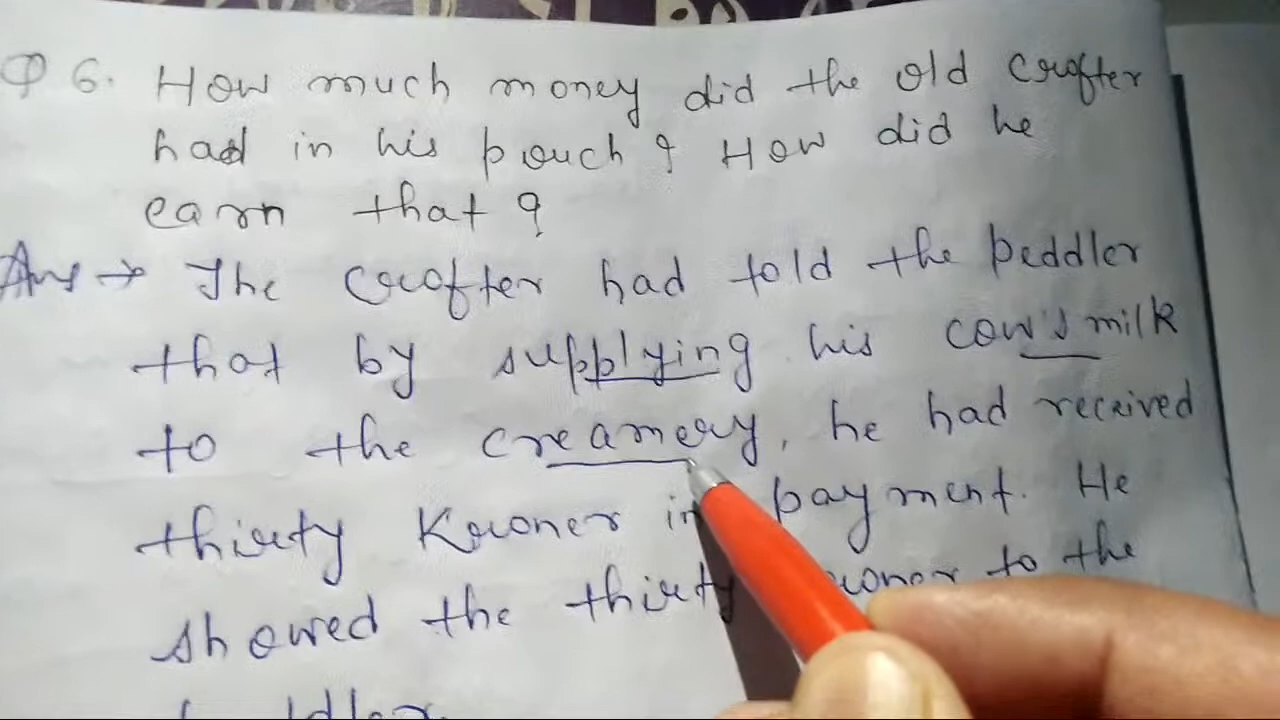 Q 6. How much money did the old crofter
had in his pouch? How did he
earn that?
Ans → The Crofter had told the peddler
that by supplying his cow's milk
to the creamery, he had received
thirty Kroner in payment. He
showed the thirty to the